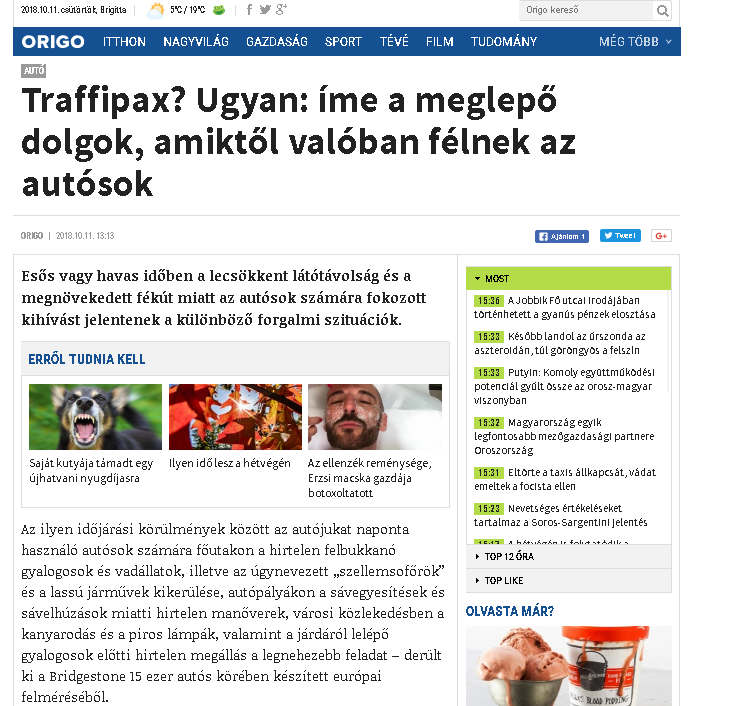 2018.10.11. csütörtök, Brigitta
5°C / 19°C
Origo kereső
ORIGO
ITTHON
NAGYVILÁG
GAZDASÁG
SPORT
TÉVÉ
FILM
TUDOMÁNY
MÉG TÖBB
AUTÓ
Traffipax? Ugyan: íme a meglepő
dolgok, amiktől valóban félnek az
autósok
ORIGO | 2018.10.11. 13:13
Ajánlom 1
Tweet
G+
Esős vagy havas időben a lecsökkent látótávolság és a
megnövekedett fékút miatt az autósok számára fokozott
kihívást jelentenek a különböző forgalmi szituációk.
ERRŐL TUDNIA KELL
Saját kutyája támadt egy
újhatvani nyugdíjasra
Ilyen idő lesz a hétvégén
Az ellenzék reménysége,
Erzsi macska gazdája
botoxoltatott
Az ilyen időjárási körülmények között az autójukat naponta
használó autósok számára főutakon a hirtelen felbukkanó
gyalogosok és vadállatok, illetve az úgynevezett „szellemsofőrök”
és a lassú járművek kikerülése, autópályákon a sávegyesítések és
sávelhúzások miatti hirtelen manőverek, városi közlekedésben a
kanyarodás és a piros lámpák, valamint a járdáról lelépő
gyalogosok előtti hirtelen megállás a legnehezebb feladat – derült
ki a Bridgestone 15 ezer autós körében készített európai
felméréséből.
MOST
15:36 A Jobbik Fő utcai irodájában
történhetett a gyanús pénzek elosztása
15:33 Később landol az űrszonda az
aszteroidán, túl göröngyös a felszín
15:33 Putyin: Komoly együttműködési
potenciál gyűlt össze az orosz-magyar
viszonyban
15:32 Magyarország egyik
legfontosabb mezőgazdasági partnere
Oroszország
15:31 Eltörte a taxis állkapcsát, vádat
emeltek a focista ellen
15:23 Nevetséges értékeléseket
tartalmaz a Soros-Sargentini jelentés
TOP 12 ÓRA
TOP LIKE
OLVASTA MÁR?
BLOOD PUDDING